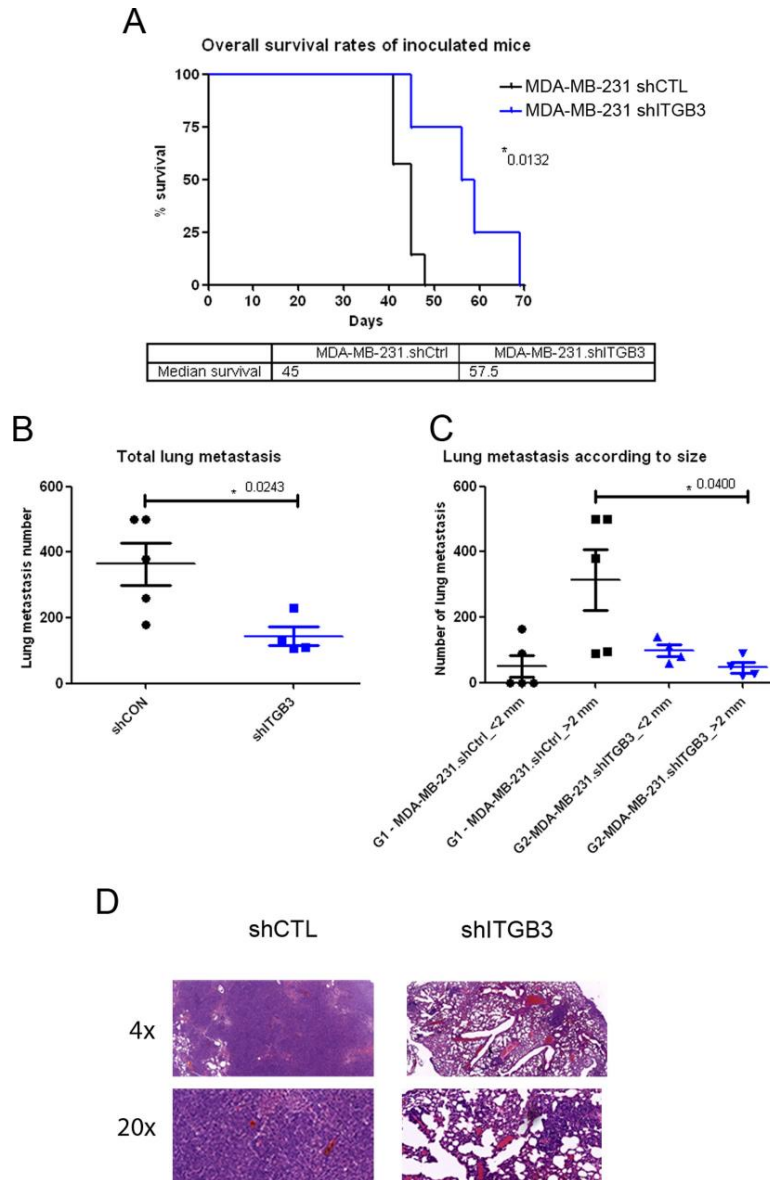 A
Overall survival rates of inoculated mice
100
75
50
25
0
% survival
0 10 20 30 40 50 60 70
Days
MDA-MB-231 shCTL
MDA-MB-231 shITGB3
* 0.0132
MDA-MB-231.shCtrl MDA-MB-231.shITGB3
Median survival 45 57.5
B
Total lung metastasis
600
400
200
0
Lung metastasis number
* 0.0243
shCON
shITGB3
C
Lung metastasis according to size
600
400
200
0
Number of lung metastasis
* 0.0400
G1 - MDA-MB-231.shCtrl_<2 mm
G1 - MDA-MB-231.shCtrl_>2 mm
G2-MDA-MB-231.shITGB3_<2 mm
G2-MDA-MB-231.shITGB3_>2 mm
D
shCTL shITGB3
4x
20x